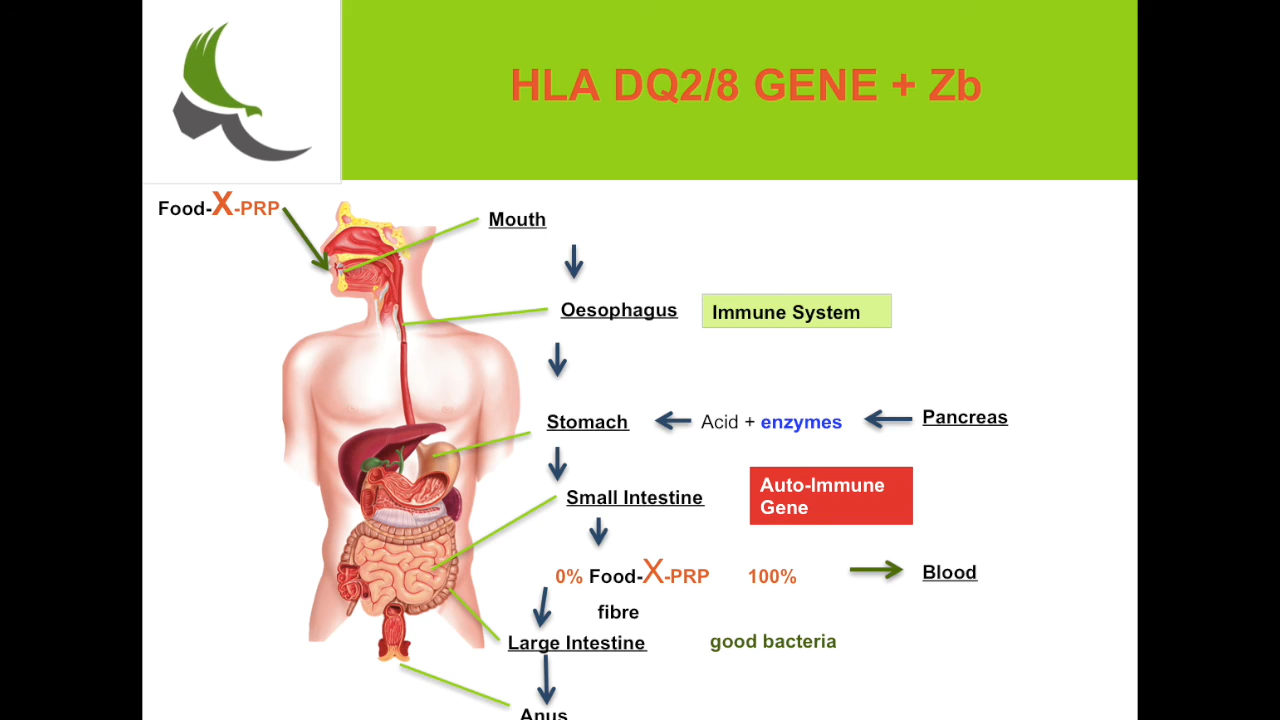 HLA DQ2/8 GENE + Zb
Food-X-PRP
Mouth
Oesophagus
Immune System
Stomach
Acid + enzymes
Pancreas
Small Intestine
Auto-Immune
Gene
0% Food-X-PRP 100%
Blood
fibre
Large Intestine
good bacteria
Anus